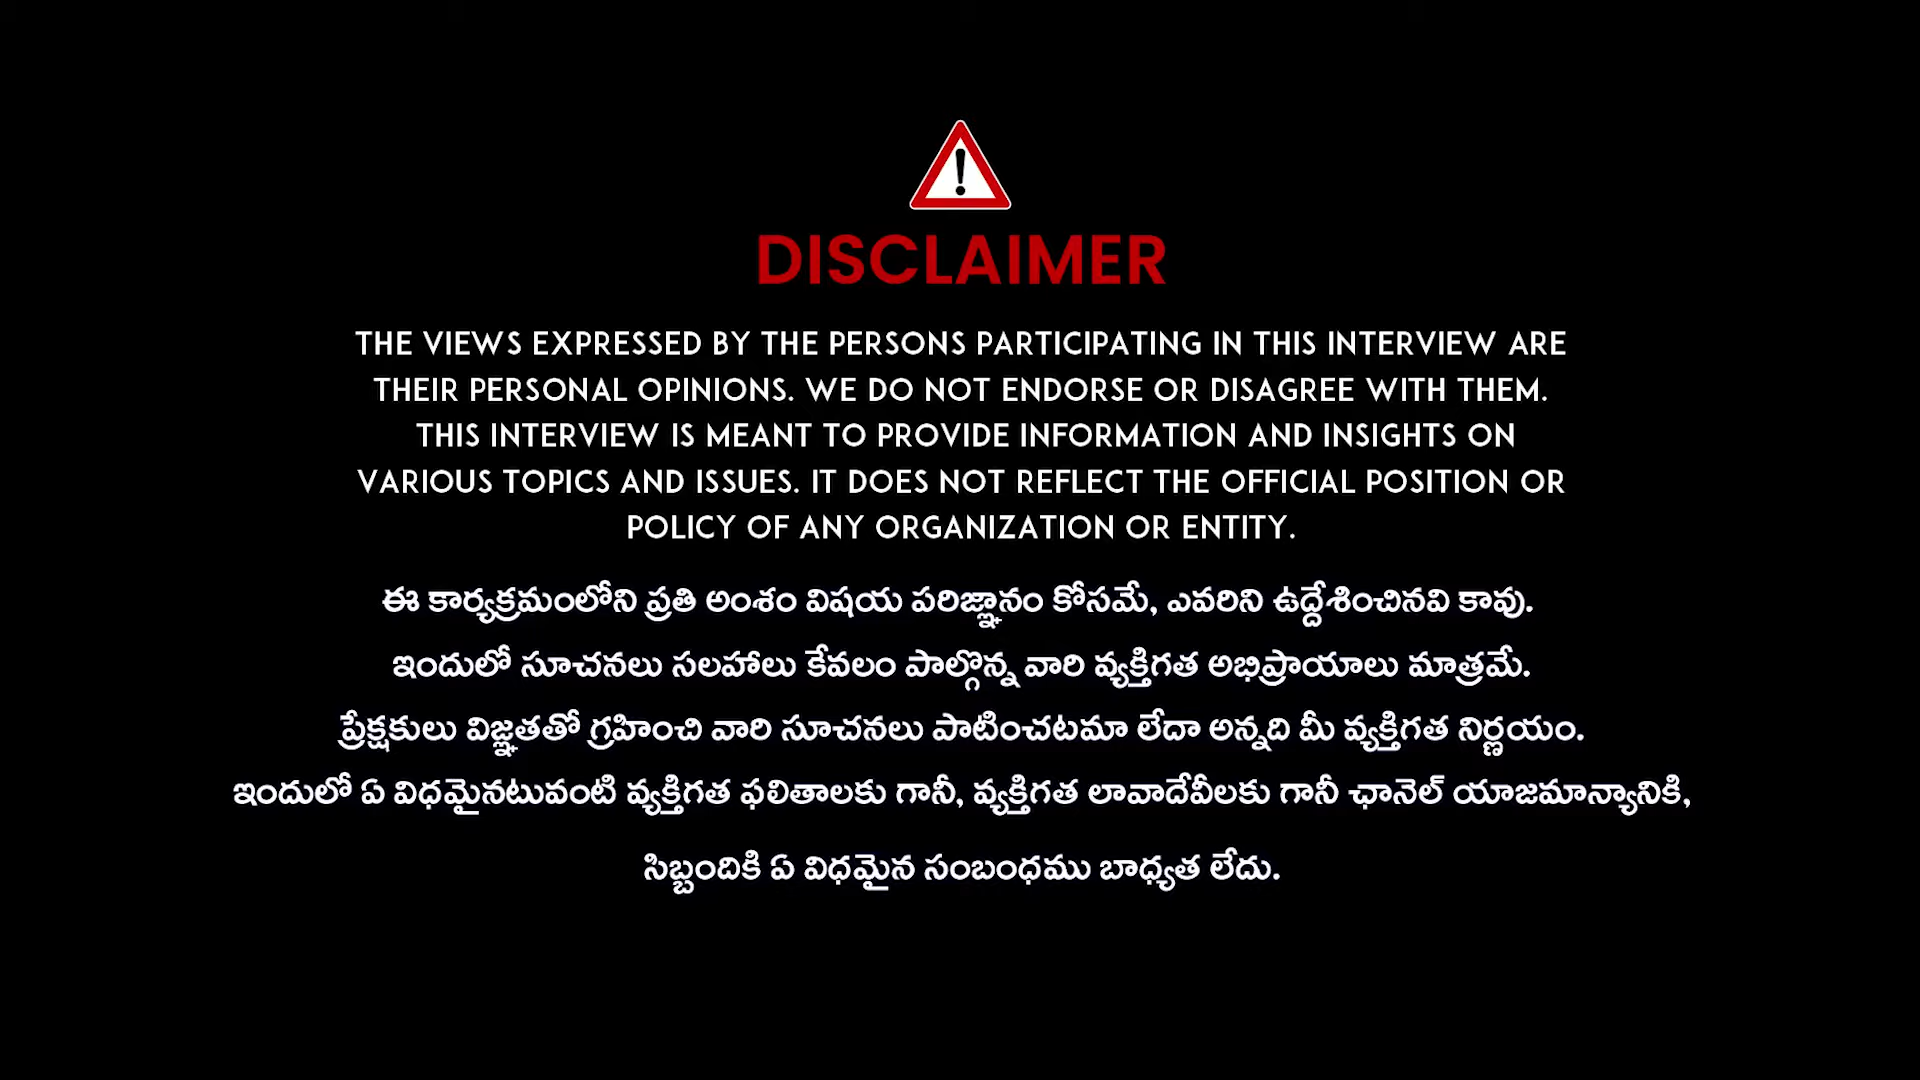 DISCLAIMER
THE VIEWS EXPRESSED BY THE PERSONS PARTICIPATING IN THIS INTERVIEW ARE
THEIR PERSONAL OPINIONS. WE DO NOT ENDORSE OR DISAGREE WITH THEM.
THIS INTERVIEW IS MEANT TO PROVIDE INFORMATION AND INSIGHTS ON
VARIOUS TOPICS AND ISSUES. IT DOES NOT REFLECT THE OFFICIAL POSITION OR
POLICY OF ANY ORGANIZATION OR ENTITY.
ఈ కార్యక్రమంలోని ప్రతి అంశం విషయ పరిజ్ఞానం కోసమే, ఎవరిని ఉద్దేశించినవి కావు.
ఇందులో సూచనలు సలహాలు కేవలం పాల్గొన్న వారి వ్యక్తిగత అభిప్రాయాలు మాత్రమే.
ప్రేక్షకులు విజ్ఞతతో గ్రహించి వారి సూచనలు పాటించటమా లేదా అన్నది మీ వ్యక్తిగత నిర్ణయం.
ఇందులో ఏ విధమైనటువంటి వ్యక్తిగత ఫలితాలకు గానీ, వ్యక్తిగత లావాదేవీలకు గానీ ఛానెల్ యాజమాన్యానికి,
సిబ్బందికి ఏ విధమైన సంబంధము బాధ్యత లేదు.